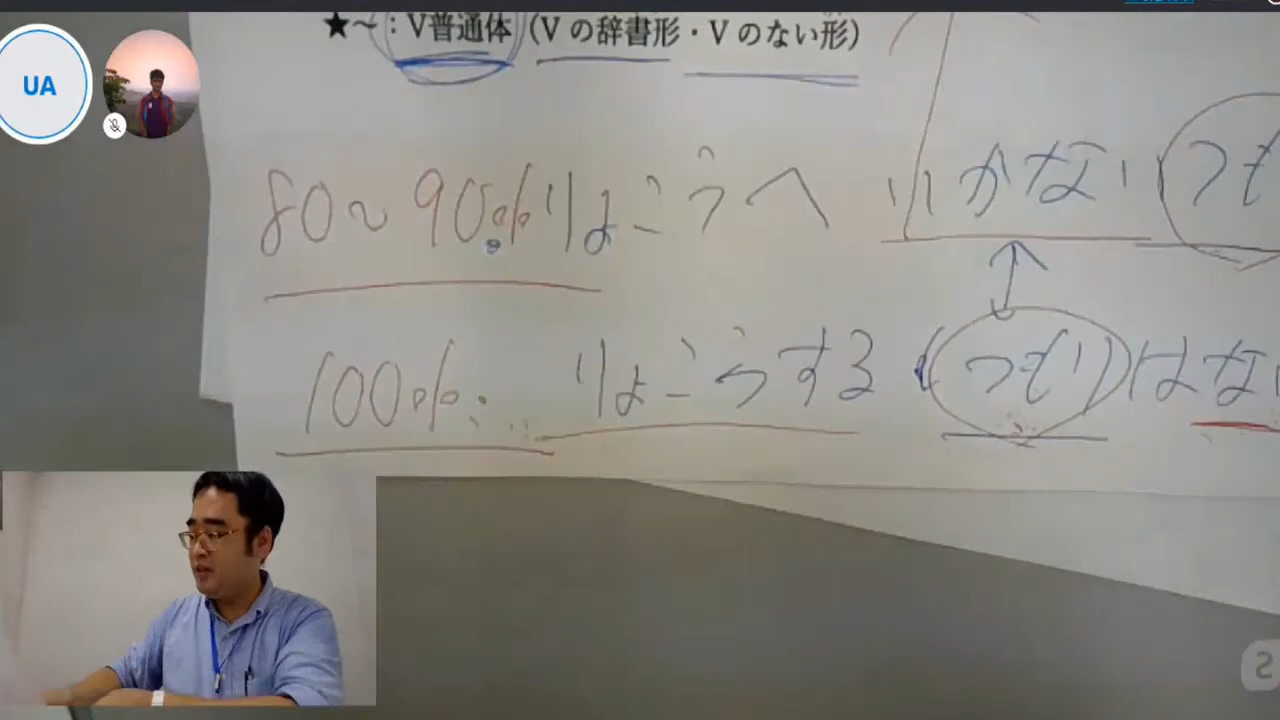 UA
★～：V普通体（Vの辞書形・Vのない形）
80～90% りょこうへ いかない つも
100%: りょこうする つもりはな
S